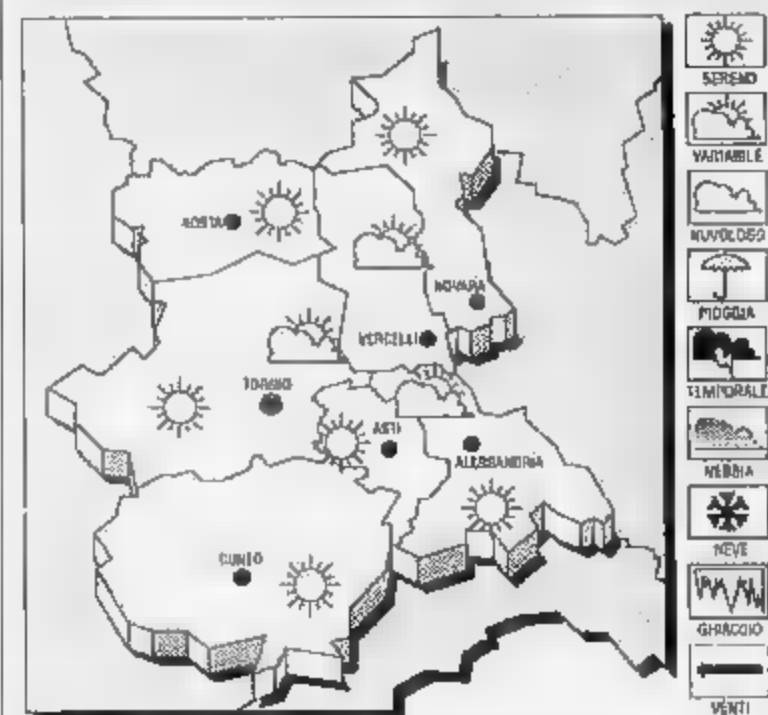 AOSTA
NOVARA
VERCELLI
TORINO
ASTI
ALESSANDRIA
CUNEO
SERENO
VARIABILE
NUVOLOSO
PIOGGIA
TEMPORALE
NEBBIA
NEVE
GHIACCIO
VENTI